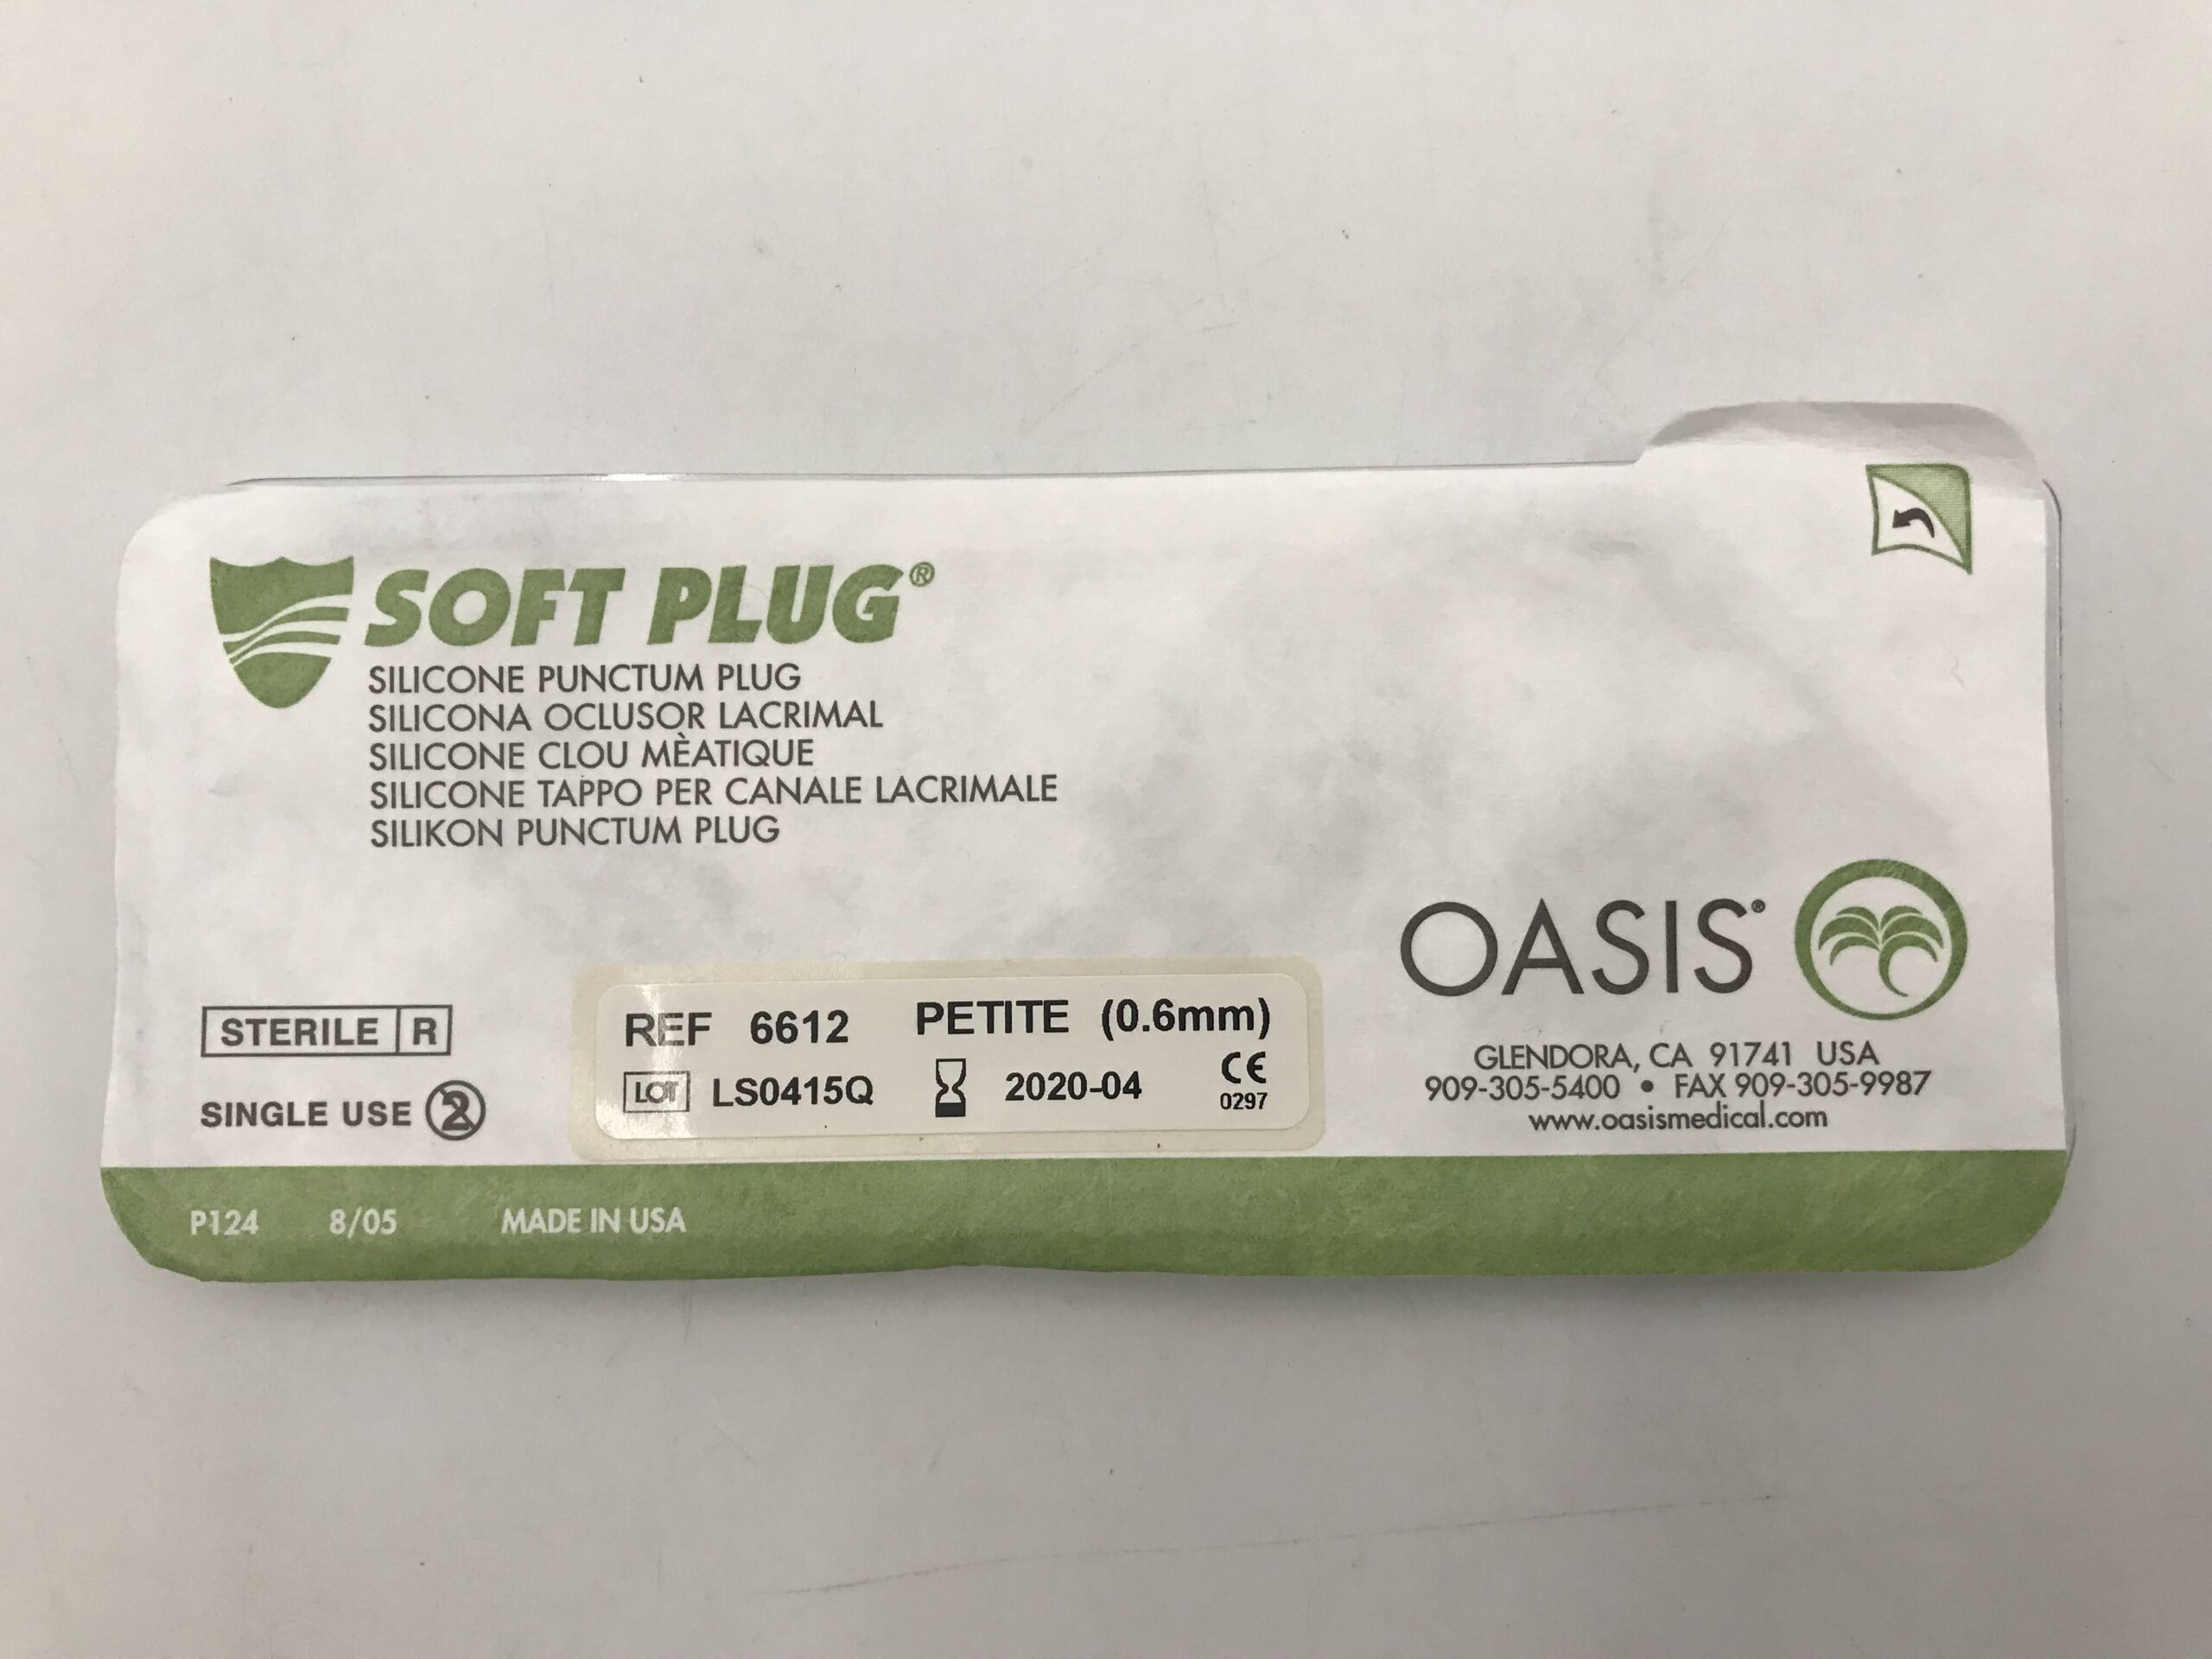 SOFT PLUG®
SILICONE PUNCTUM PLUG
SILICONA OCLUSOR LACRIMAL
SILICONE CLOU MÈATIQUE
SILICONE TAPPO PER CANALE LACRIMALE
SILIKON PUNCTUM PLUG
STERILE R
SINGLE USE 2
REF 6612 PETITE (0.6mm)
LOT LS0415Q 2020-04 CE
0297
OASIS®
GLENDORA, CA 91741 USA
909-305-5400 • FAX 909-305-9987
www.oasismedical.com
P124 8/05 MADE IN USA